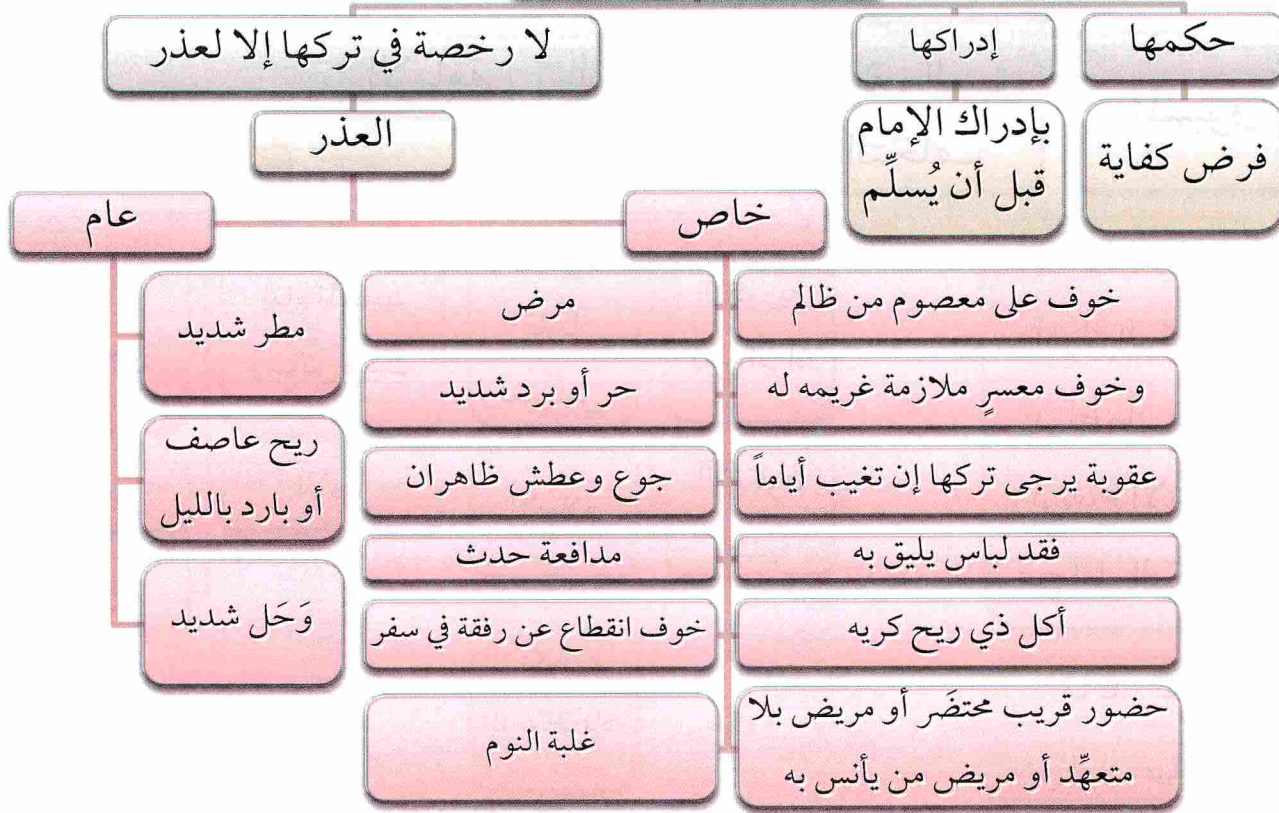 حكمها
فرض كفاية
إدراكها
بإدراك الإمام
قبل أن يُسلِّم
لا رخصة في تركها إلا لعذر
العذر
خاص
خوف على معصوم من ظالم
مرض
وخوف معسرٍ ملازمة غريمه له
حر أو برد شديد
عقوبة يرجى تركها إن تغيب أياماً
جوع وعطش ظاهران
فقد لباس يليق به
مدافعة حدث
أكل ذي ريح كريه
خوف انقطاع عن رفقة في سفر
حضور قريب محتضَر أو مريض بلا
متعهِّد أو مريض من يأنس به
غلبة النوم
عام
مطر شديد
ريح عاصف
أو بارد بالليل
وَحَل شديد